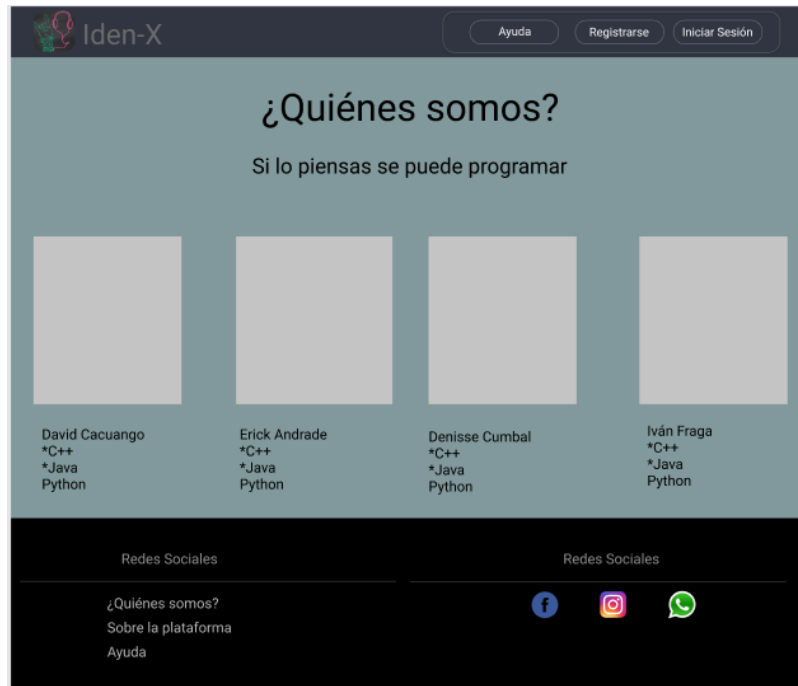 Iden-X
Ayuda
Registrarse
Iniciar Sesión
¿Quiénes somos?
Si lo piensas se puede programar
David Cacuango
*C++
*Java
Python
Erick Andrade
*C++
*Java
Python
Denisse Cumbal
*C++
*Java
Python
Iván Fraga
*C++
*Java
Python
Redes Sociales
¿Quiénes somos?
Sobre la plataforma
Ayuda
Redes Sociales